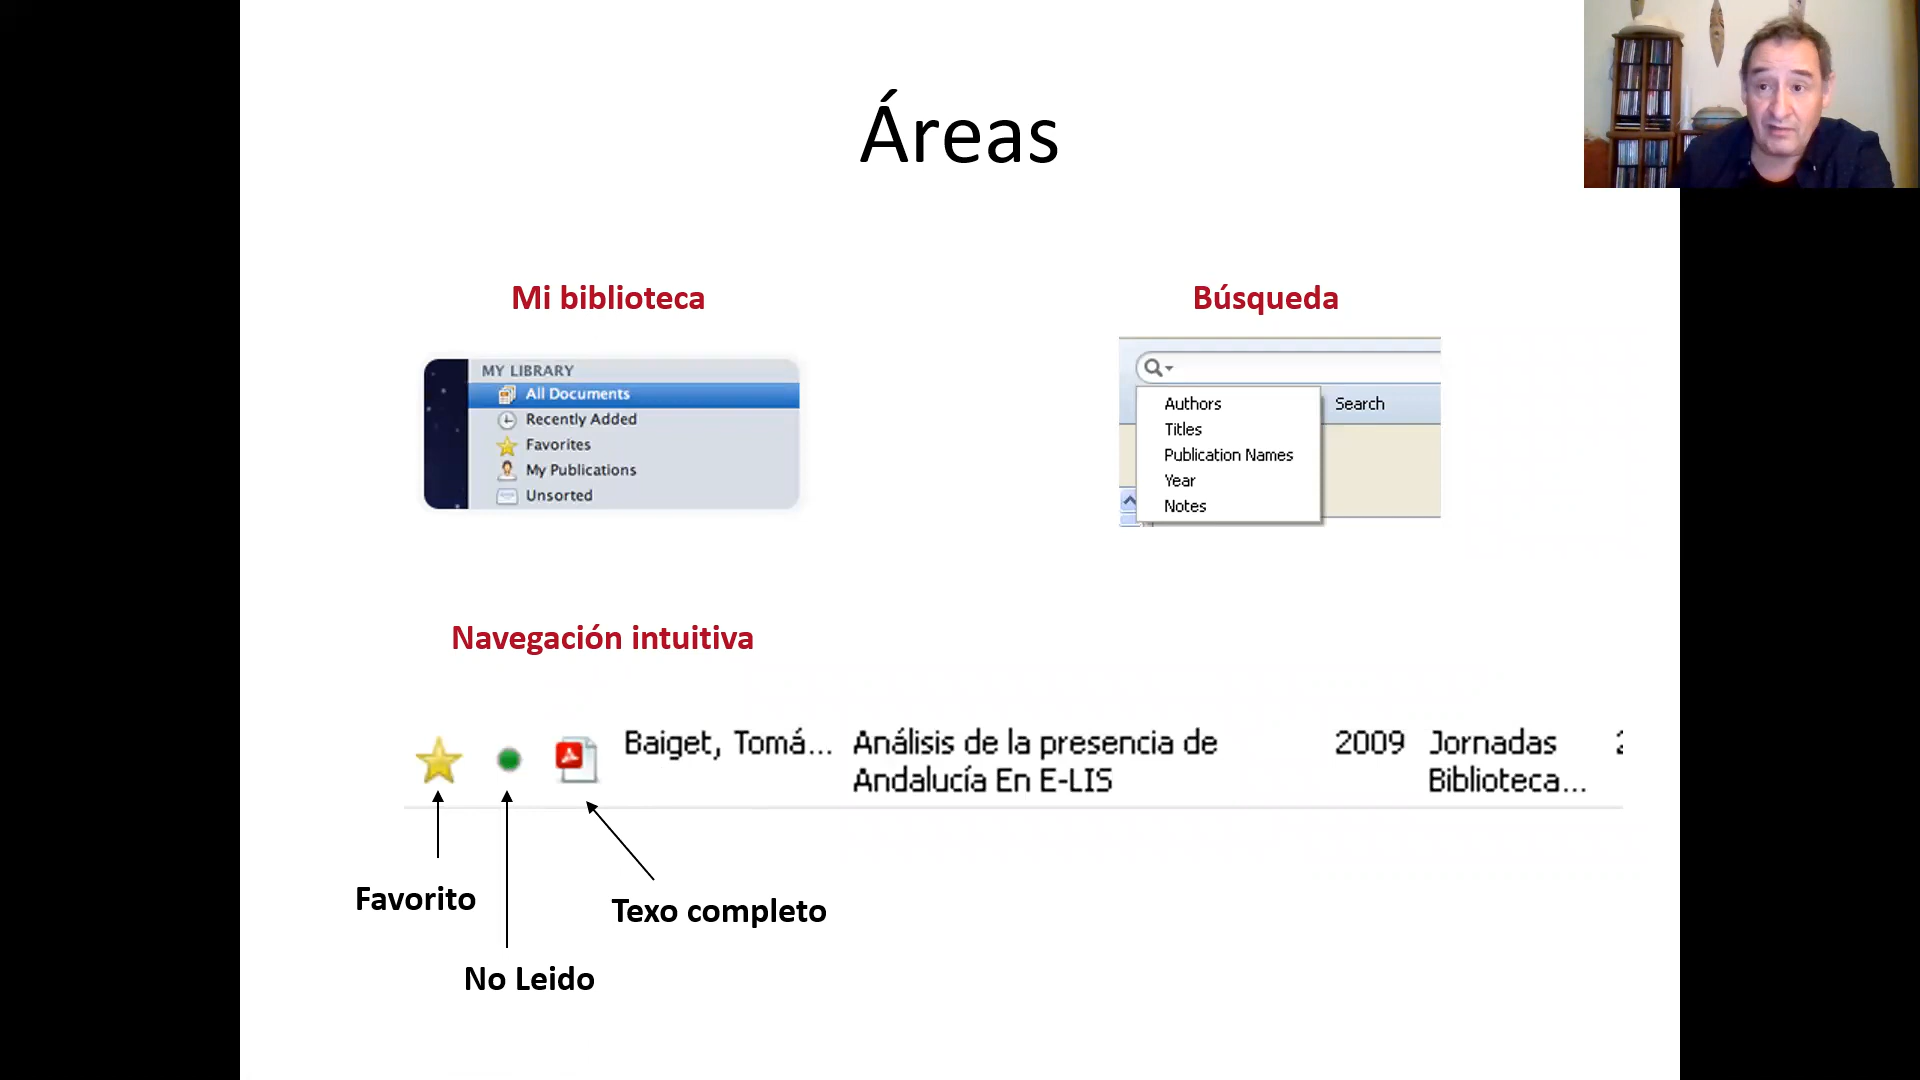 Áreas
Mi biblioteca
MY LIBRARY
All Documents
Recently Added
Favorites
My Publications
Unsorted
Búsqueda
Authors
Titles
Publication Names
Year
Notes
Search
Navegación intuitiva
Baiget, Tomá... Análisis de la presencia de 2009 Jornadas
Andalucía En E-LIS Biblioteca...
Favorito
Texo completo
No Leido